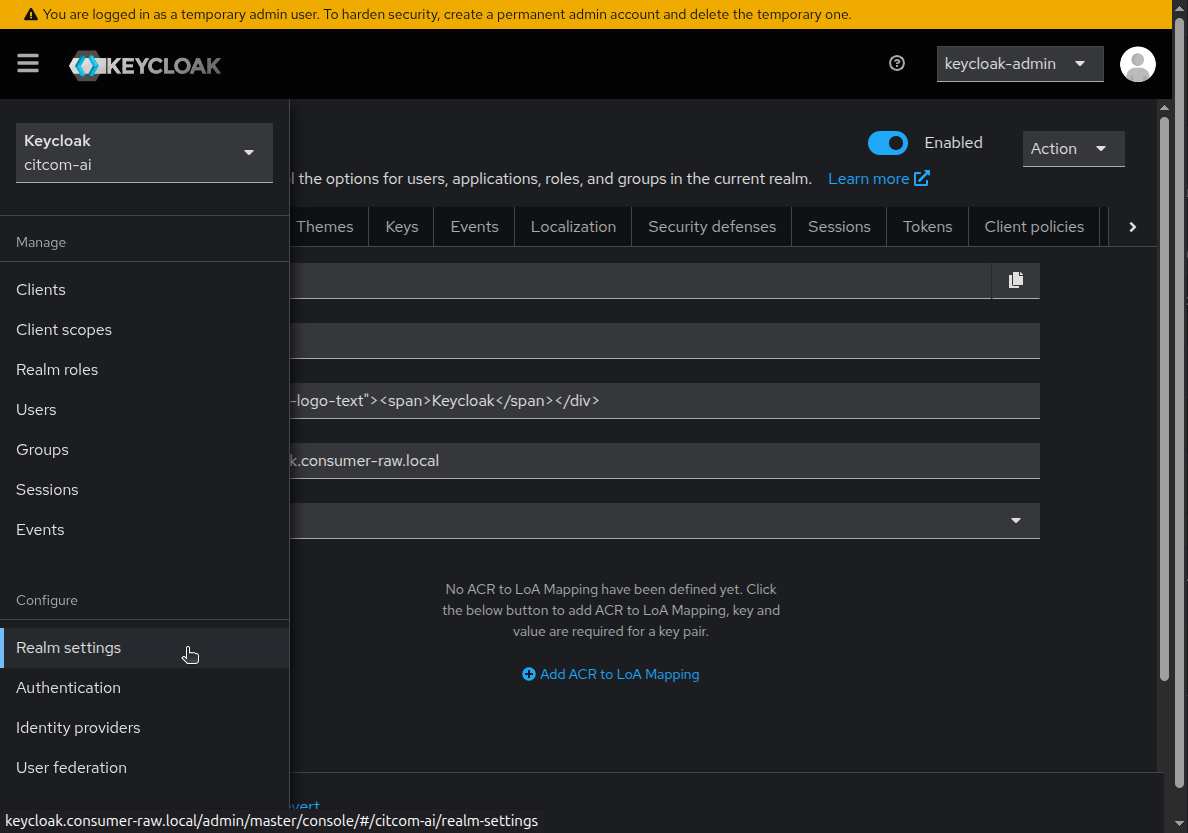 You are logged in as a temporary admin user. To harden security, create a permanent admin account and delete the temporary one.
KEYCLOAK
keycloak-admin
Keycloak
citcom-ai
Enabled
Action
l the options for users, applications, roles, and groups in the current realm. Learn more
Themes Keys Events Localization Security defenses Sessions Tokens Client policies
Manage
Clients
Client scopes
Realm roles
Users
Groups
Sessions
Events
-logo-text"><span>Keycloak</span></div>
k.consumer-raw.local
No ACR to LoA Mapping have been defined yet. Click
the below button to add ACR to LoA Mapping, key and
value are required for a key pair.
Add ACR to LoA Mapping
Configure
Realm settings
Authentication
Identity providers
User federation
vert
keycloak.consumer-raw.local/admin/master/console/#/citcom-ai/realm-settings